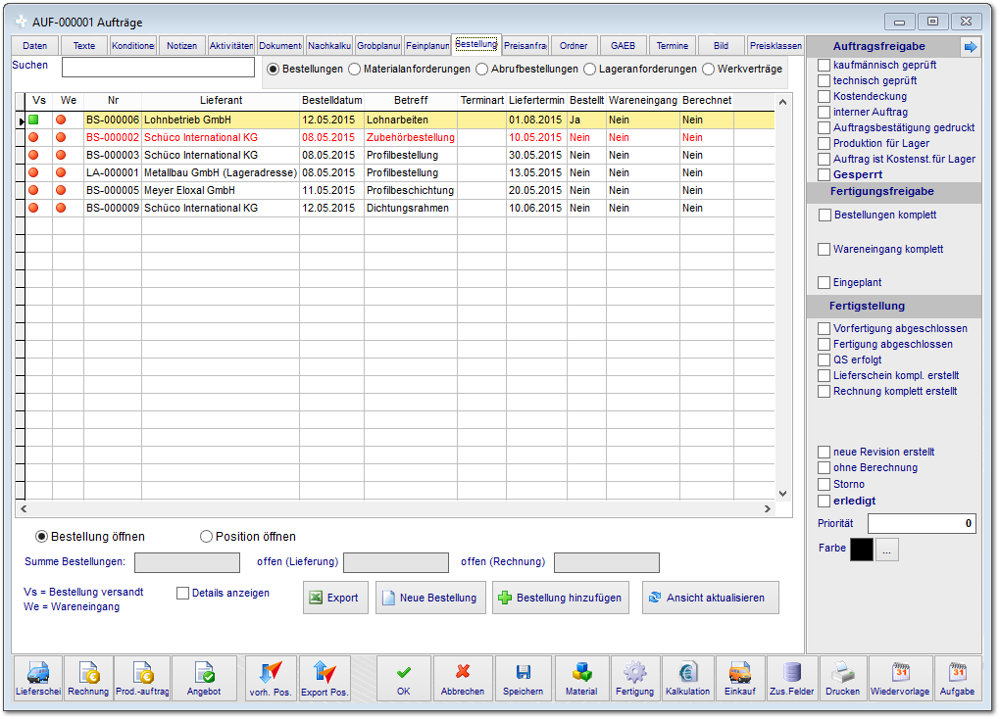 AUF-000001 Aufträge
Daten Texte Konditione Notizen Aktivitäten Dokument Nachkalku Grobplanu Feinplanun Bestellung Preisanfrag Ordner GAEB Termine Bild Preisklassen
Suchen
Bestellungen Materialanforderungen Abrufbestellungen Lageranforderungen Werkverträge
Vs We Nr Lieferant Bestelldatum Betreff Terminart Liefertermin Bestellt Wareneingang Berechnet
BS-000006 Lohnbetrieb GmbH 12.05.2015 Lohnarbeiten 01.08.2015 Ja Nein Nein
BS-000002 Schüco International KG 08.05.2015 Zubehörbestellung 10.05.2015 Nein Nein Nein
BS-000003 Schüco International KG 08.05.2015 Profilbestellung 30.05.2015 Nein Nein Nein
LA-000001 Metallbau GmbH (Lageradresse) 08.05.2015 Profilbestellung 13.05.2015 Nein Nein Nein
BS-000005 Meyer Eloxal GmbH 11.05.2015 Profilbeschichtung 20.05.2015 Nein Nein Nein
BS-000009 Schüco International KG 12.05.2015 Dichtungsrahmen 10.06.2015 Nein Nein Nein
Bestellung öffnen Position öffnen
Summe Bestellungen: offen (Lieferung) offen (Rechnung)
Vs = Bestellung versandt
We = Wareneingang
Details anzeigen
Export Neue Bestellung Bestellung hinzufügen Ansicht aktualisieren
Auftragsfreigabe
kaufmännisch geprüft
technisch geprüft
Kostendeckung
interner Auftrag
Auftragsbestätigung gedruckt
Produktion für Lager
Auftrag ist Kostenst.für Lager
Gesperrt
Fertigungsfreigabe
Bestellungen komplett
Wareneingang komplett
Eingeplant
Fertigstellung
Vorfertigung abgeschlossen
Fertigung abgeschlossen
QS erfolgt
Lieferschein kompl. erstellt
Rechnung komplett erstellt
neue Revision erstellt
ohne Berechnung
Storno
erledigt
Priorität 0
Farbe ...
Lieferschei Rechnung Prod.-auftrag Angebot vorh. Pos. Export Pos. OK Abbrechen Speichern Material Fertigung Kalkulation Einkauf Zus.Felder Drucken Wiedervorlage Aufgabe